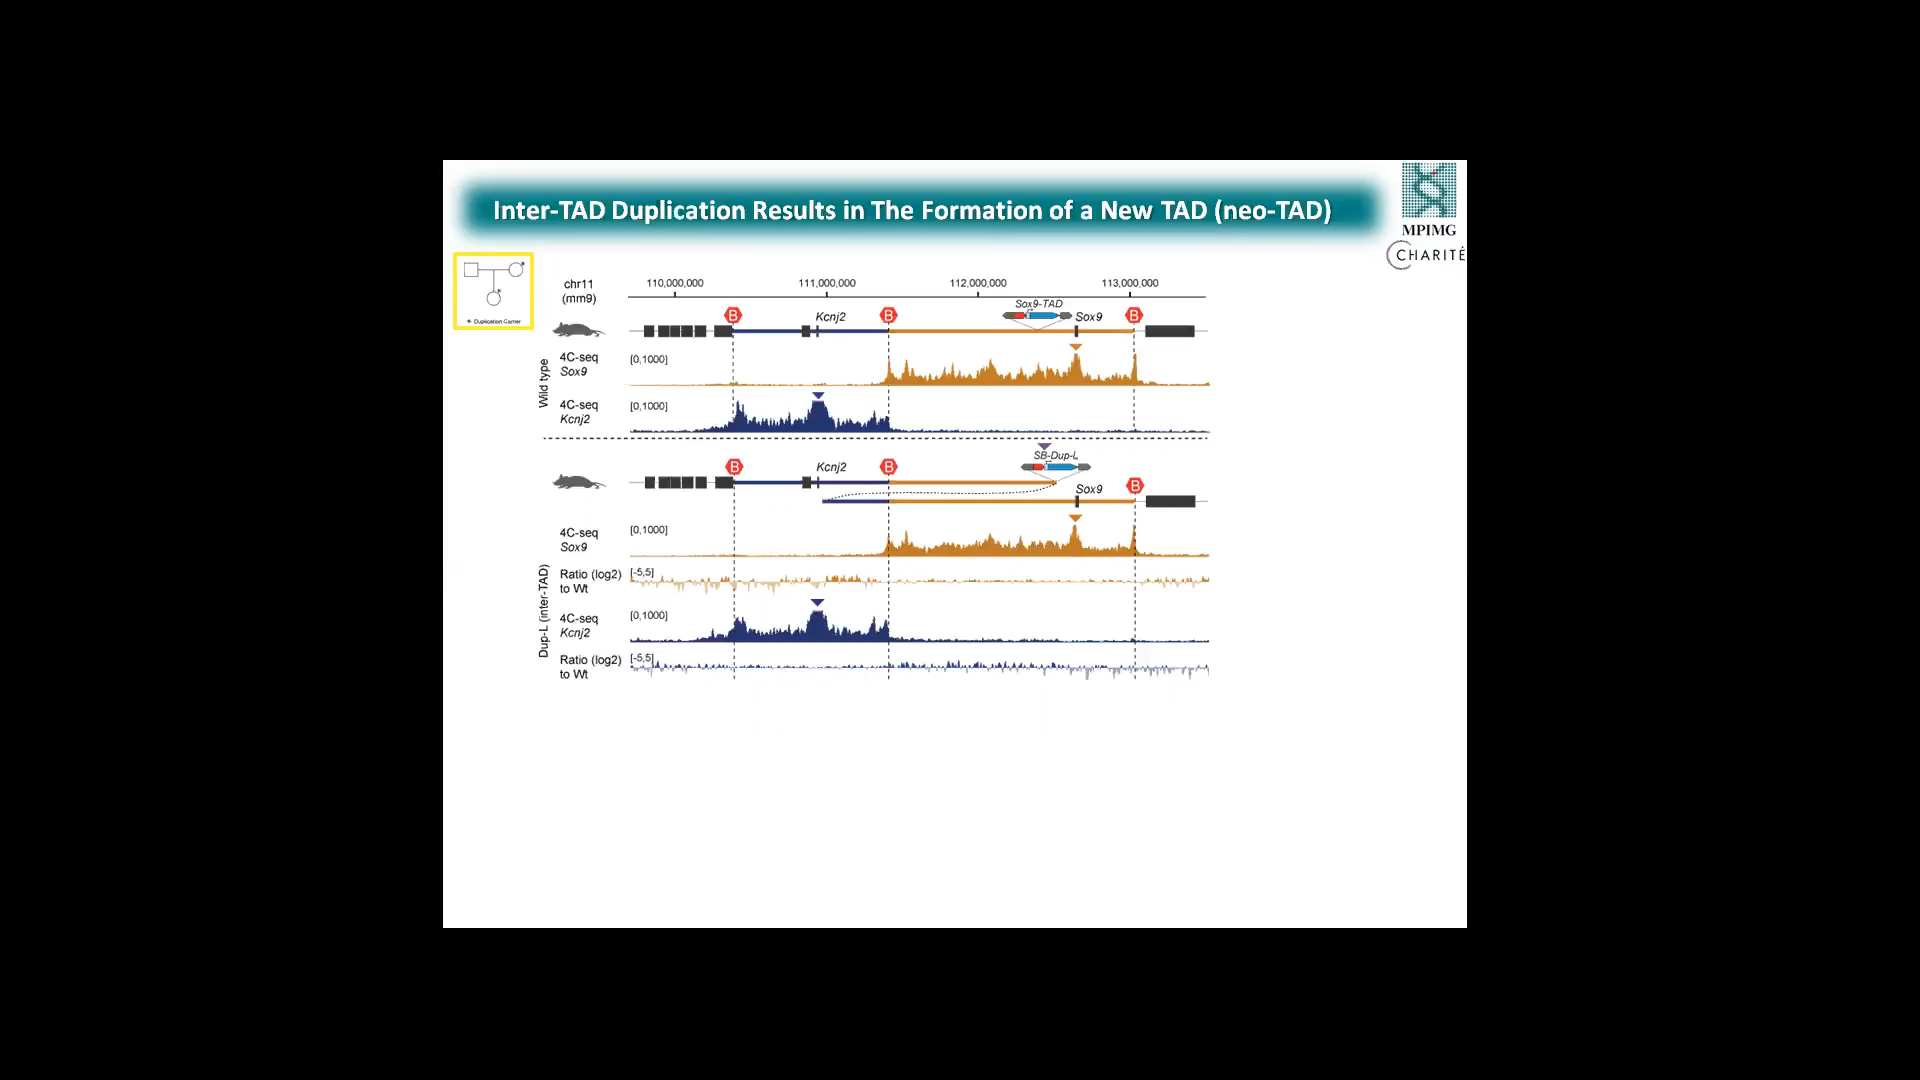 Inter-TAD Duplication Results in The Formation of a New TAD (neo-TAD)
MPIMG
CHARITÉ
* Duplication Carrier
chr11
(mm9)
110,000,000 111,000,000 112,000,000 113,000,000
Sox9-TAD
B Kcnj2 B Sox9 B
Wild type
4C-seq [0,1000]
Sox9
4C-seq [0,1000]
Kcnj2
SB-Dup-L
B Kcnj2 B
Sox9 B
Dup-L (inter-TAD)
4C-seq [0,1000]
Sox9
Ratio (log2) [-5,5]
to Wt
4C-seq [0,1000]
Kcnj2
Ratio (log2) [-5,5]
to Wt